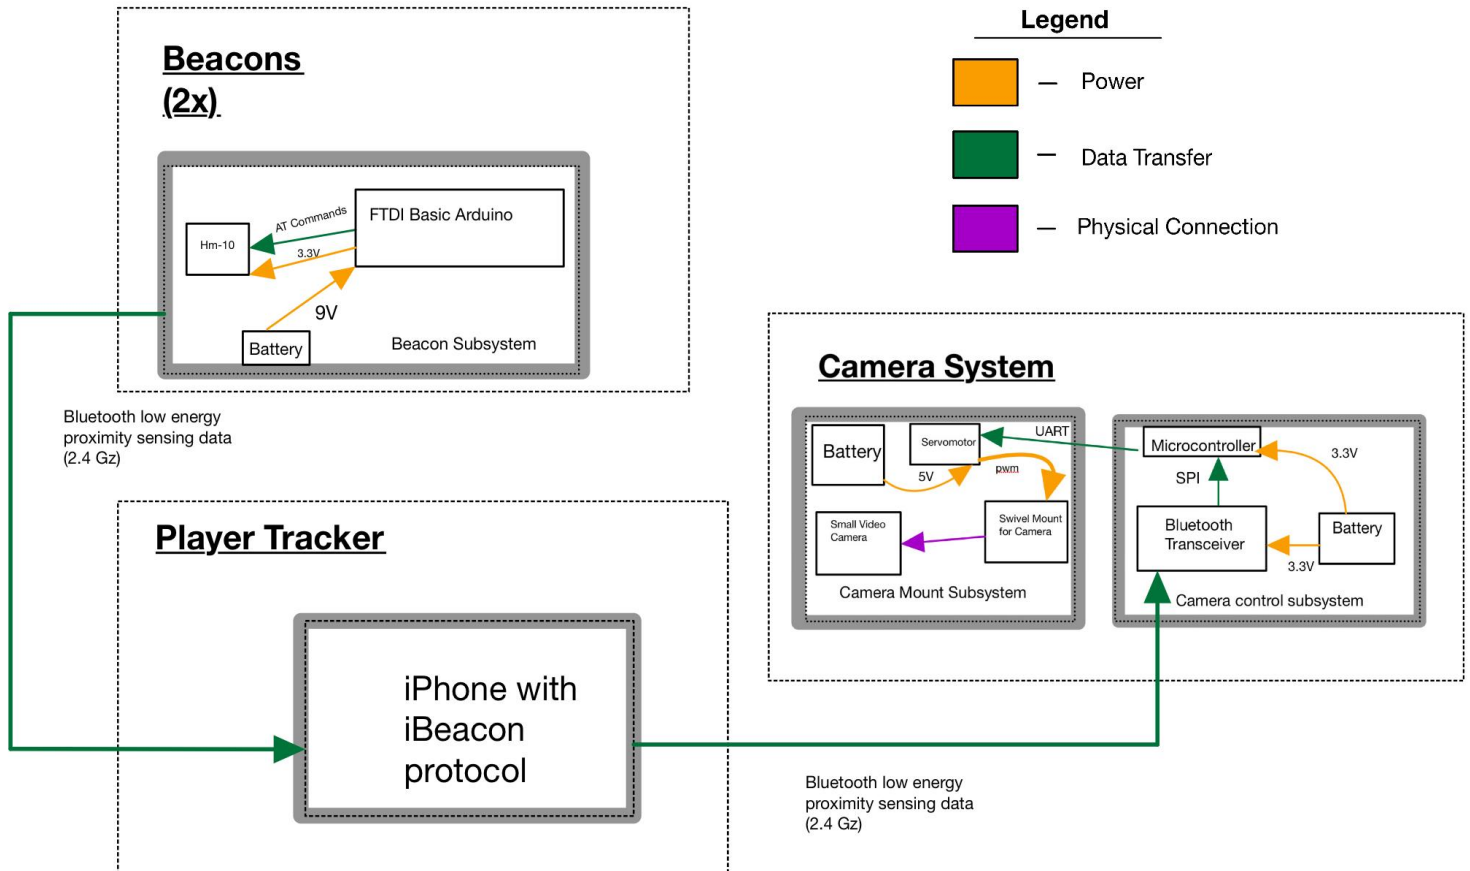 Beacons
(2x)
Hm-10
AT Commands
3.3V
FTDI Basic Arduino
9V
Battery
Beacon Subsystem
Legend
– Power
– Data Transfer
– Physical Connection
Bluetooth low energy
proximity sensing data
(2.4 Gz)
Camera System
Battery
Servomotor
UART
5V
pwm
Small Video
Camera
Swivel Mount
for Camera
Camera Mount Subsystem
Microcontroller
3.3V
SPI
Bluetooth
Transceiver
Battery
3.3V
Camera control subsystem
Player Tracker
iPhone with
iBeacon
protocol
Bluetooth low energy
proximity sensing data
(2.4 Gz)